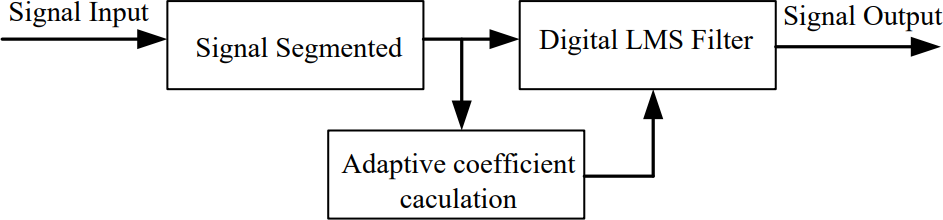 Signal Input
Signal Segmented
Digital LMS Filter
Signal Output
Adaptive coefficient
caculation